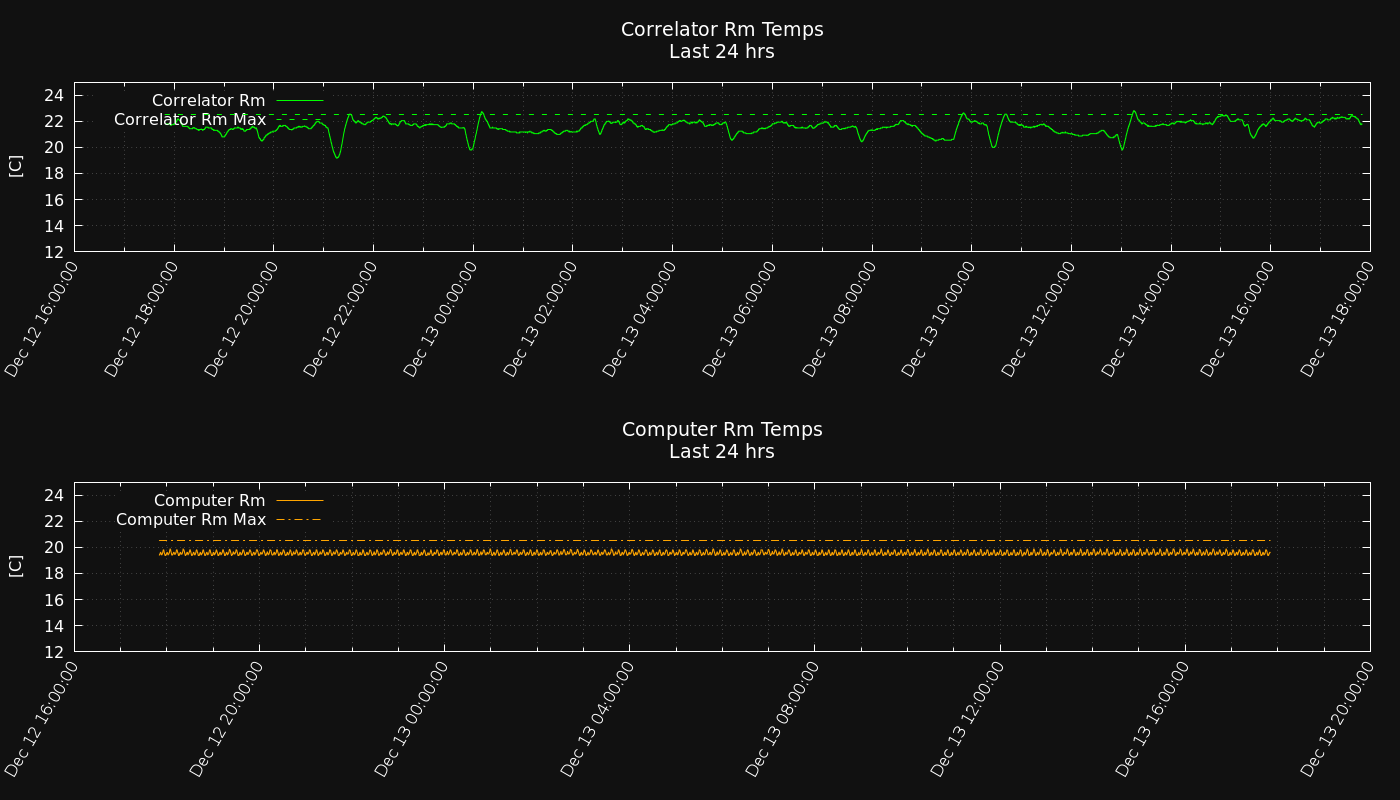 Correlator Rm Temps
Last 24 hrs
Correlator Rm
Correlator Rm Max
[C]
24
22
20
18
16
14
12
Dec 12 16:00:00
Dec 12 18:00:00
Dec 12 20:00:00
Dec 12 22:00:00
Dec 13 00:00:00
Dec 13 02:00:00
Dec 13 04:00:00
Dec 13 06:00:00
Dec 13 08:00:00
Dec 13 10:00:00
Dec 13 12:00:00
Dec 13 14:00:00
Dec 13 16:00:00
Dec 13 18:00:00
Computer Rm Temps
Last 24 hrs
Computer Rm
Computer Rm Max
[C]
24
22
20
18
16
14
12
Dec 12 16:00:00
Dec 12 20:00:00
Dec 13 00:00:00
Dec 13 04:00:00
Dec 13 08:00:00
Dec 13 12:00:00
Dec 13 16:00:00
Dec 13 20:00:00